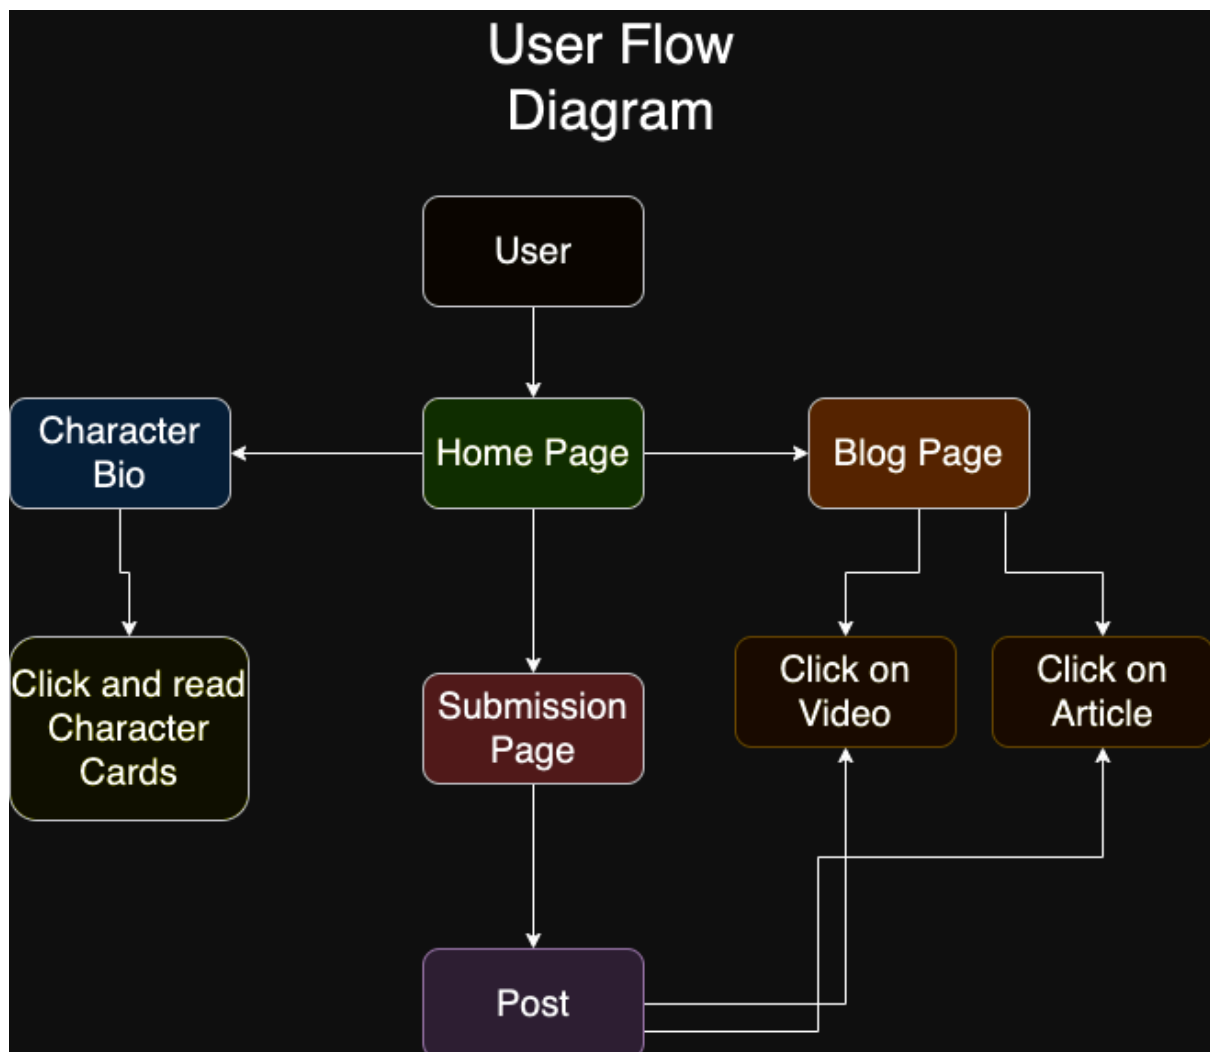 User Flow
Diagram
User
Character
Bio
Home Page
Blog Page
Click and read
Character
Cards
Submission
Page
Click on
Video
Click on
Article
Post